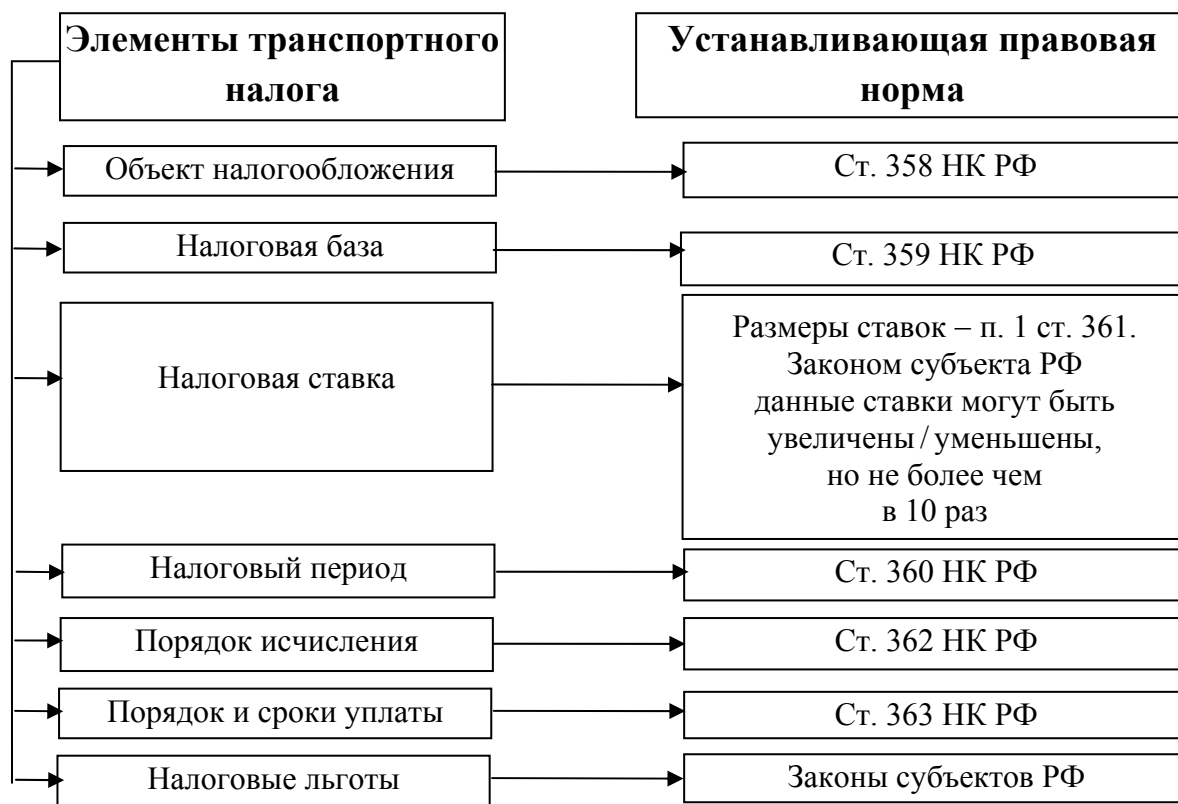 Элементы транспортного
налога
Устанавливающая правовая
норма
Объект налогообложения
Ст. 358 НК РФ
Налоговая база
Ст. 359 НК РФ
Налоговая ставка
Размеры ставок – п. 1 ст. 361.
Законом субъекта РФ
данные ставки могут быть
увеличены / уменьшены,
но не более чем
в 10 раз
Налоговый период
Ст. 360 НК РФ
Порядок исчисления
Ст. 362 НК РФ
Порядок и сроки уплаты
Ст. 363 НК РФ
Налоговые льготы
Законы субъектов РФ